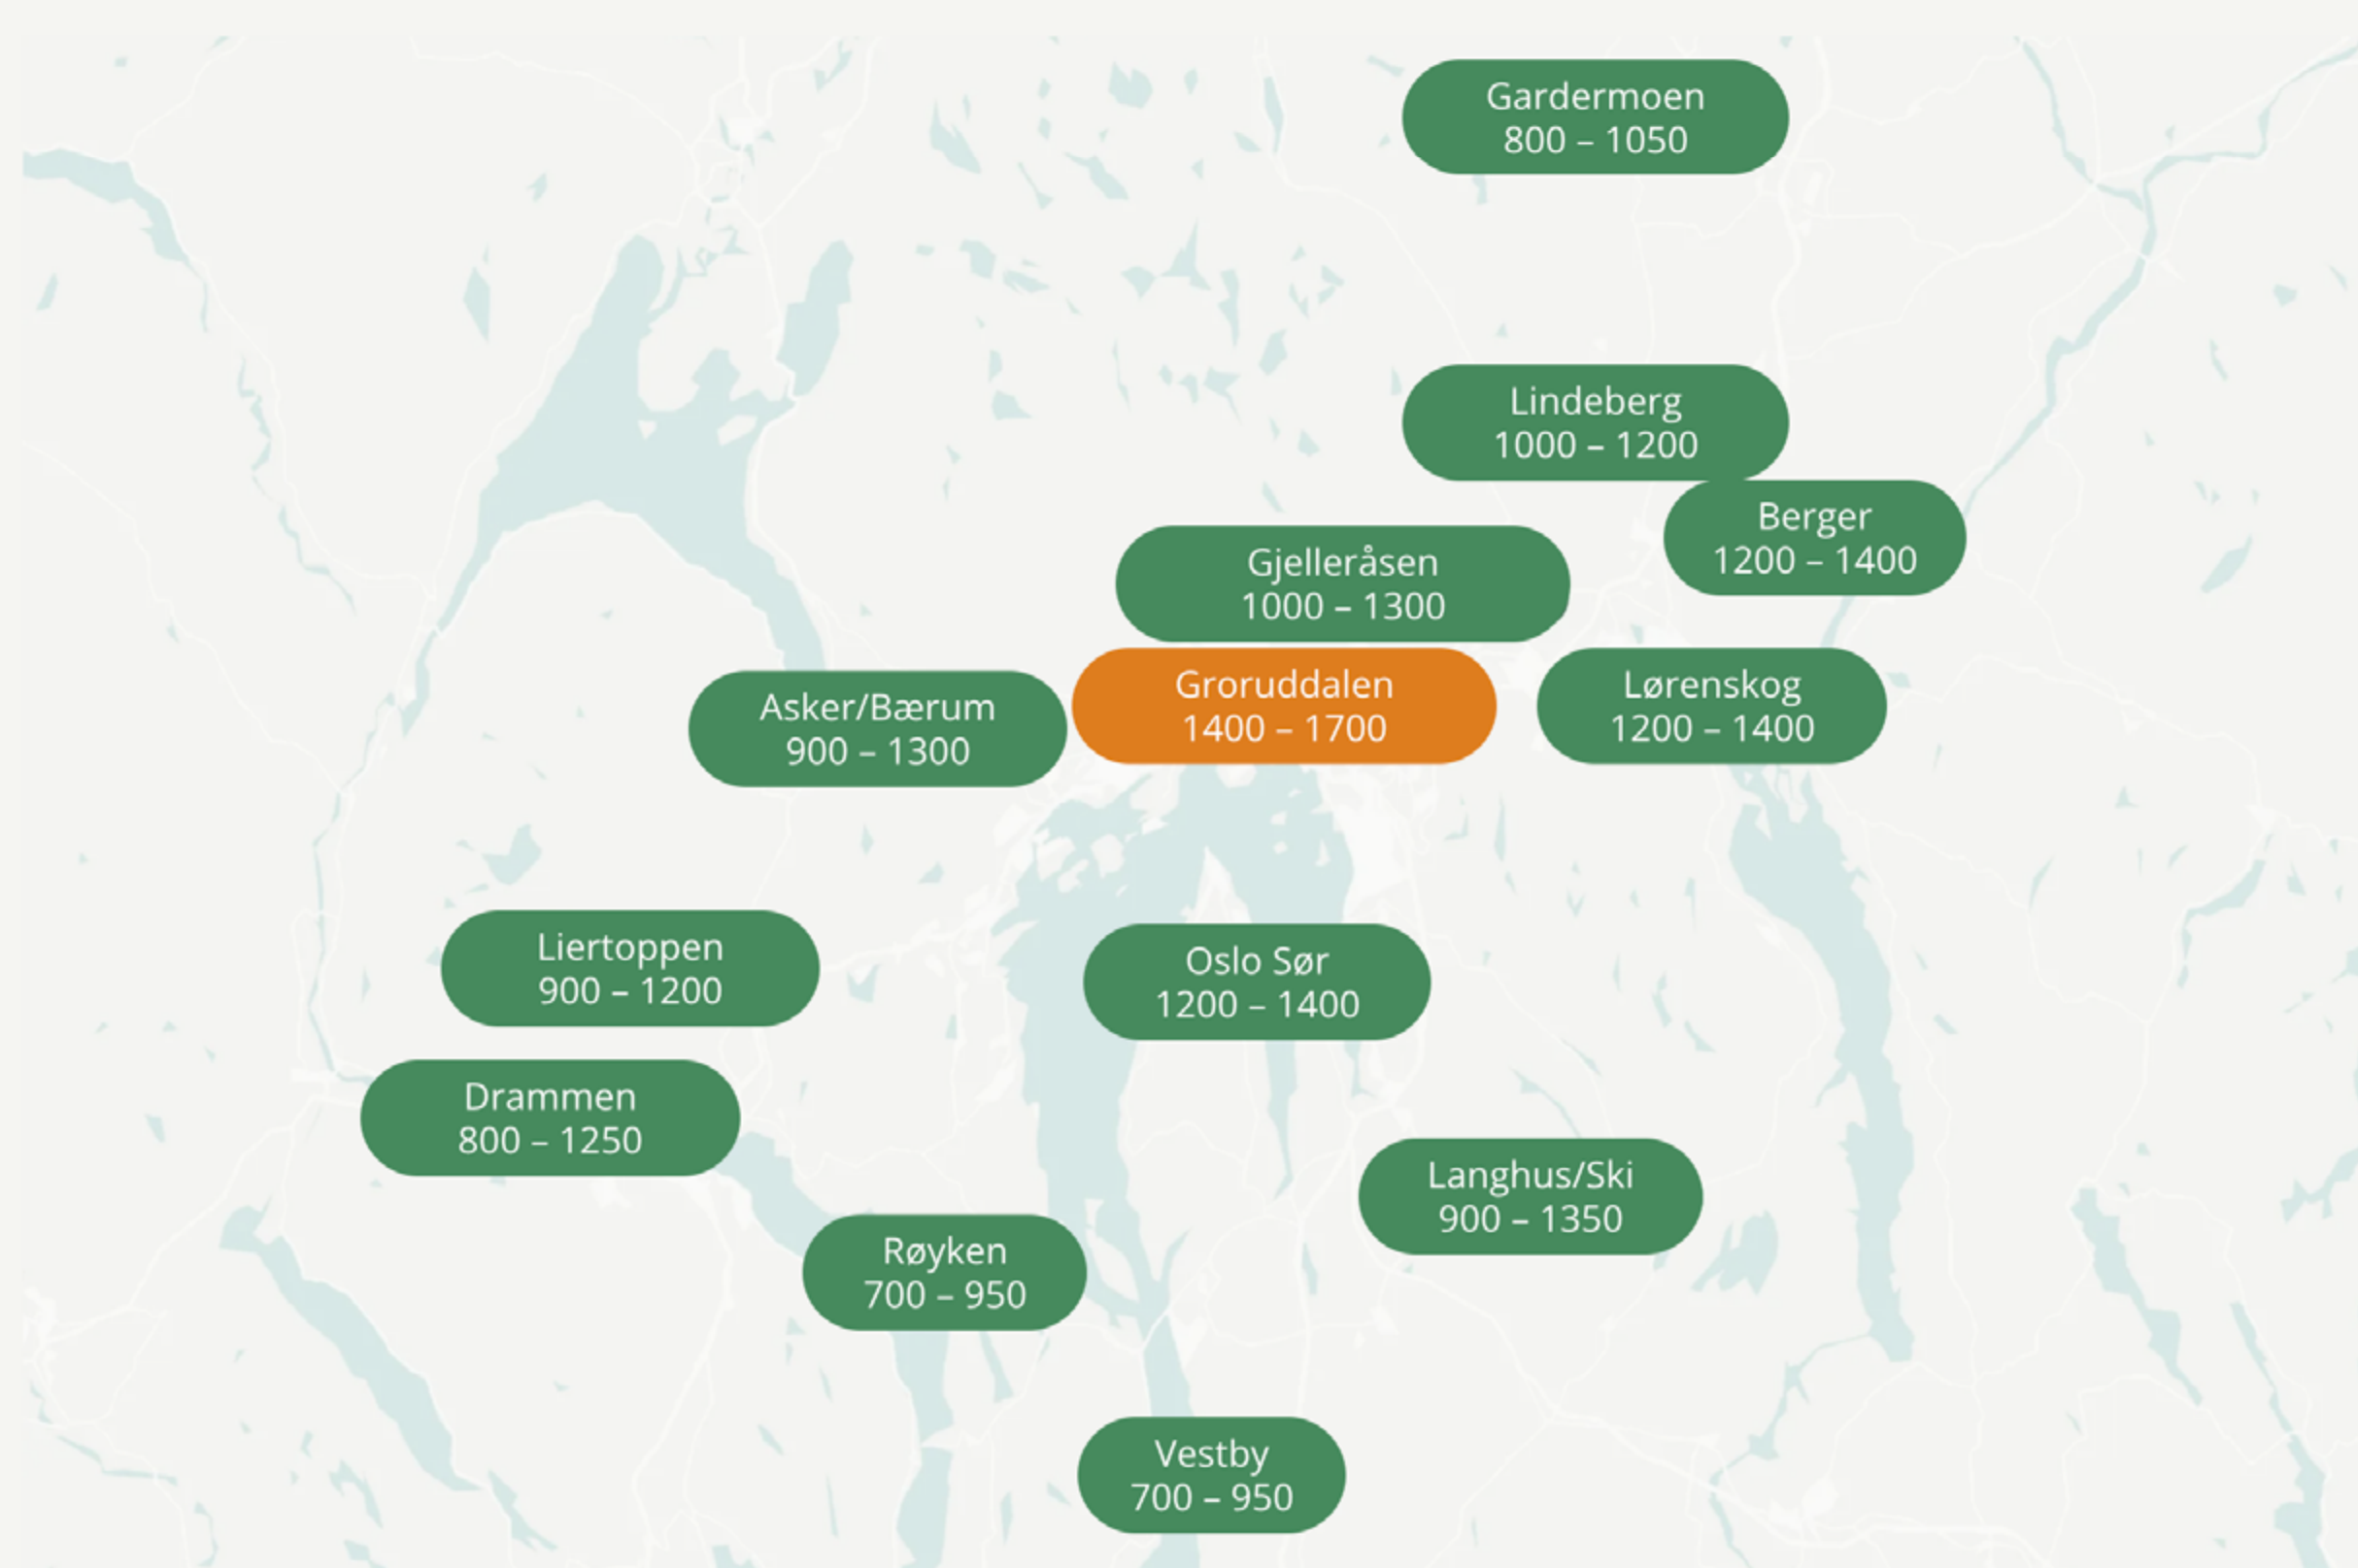 Gardermoen
800 – 1050
Lindeberg
1000 – 1200
Berger
1200 – 1400
Gjelleråsen
1000 – 1300
Groruddalen
1400 – 1700
Lørenskog
1200 – 1400
Asker/Bærum
900 – 1300
Liertoppen
900 – 1200
Oslo Sør
1200 – 1400
Drammen
800 – 1250
Langhus/Ski
900 – 1350
Røyken
700 – 950
Vestby
700 – 950